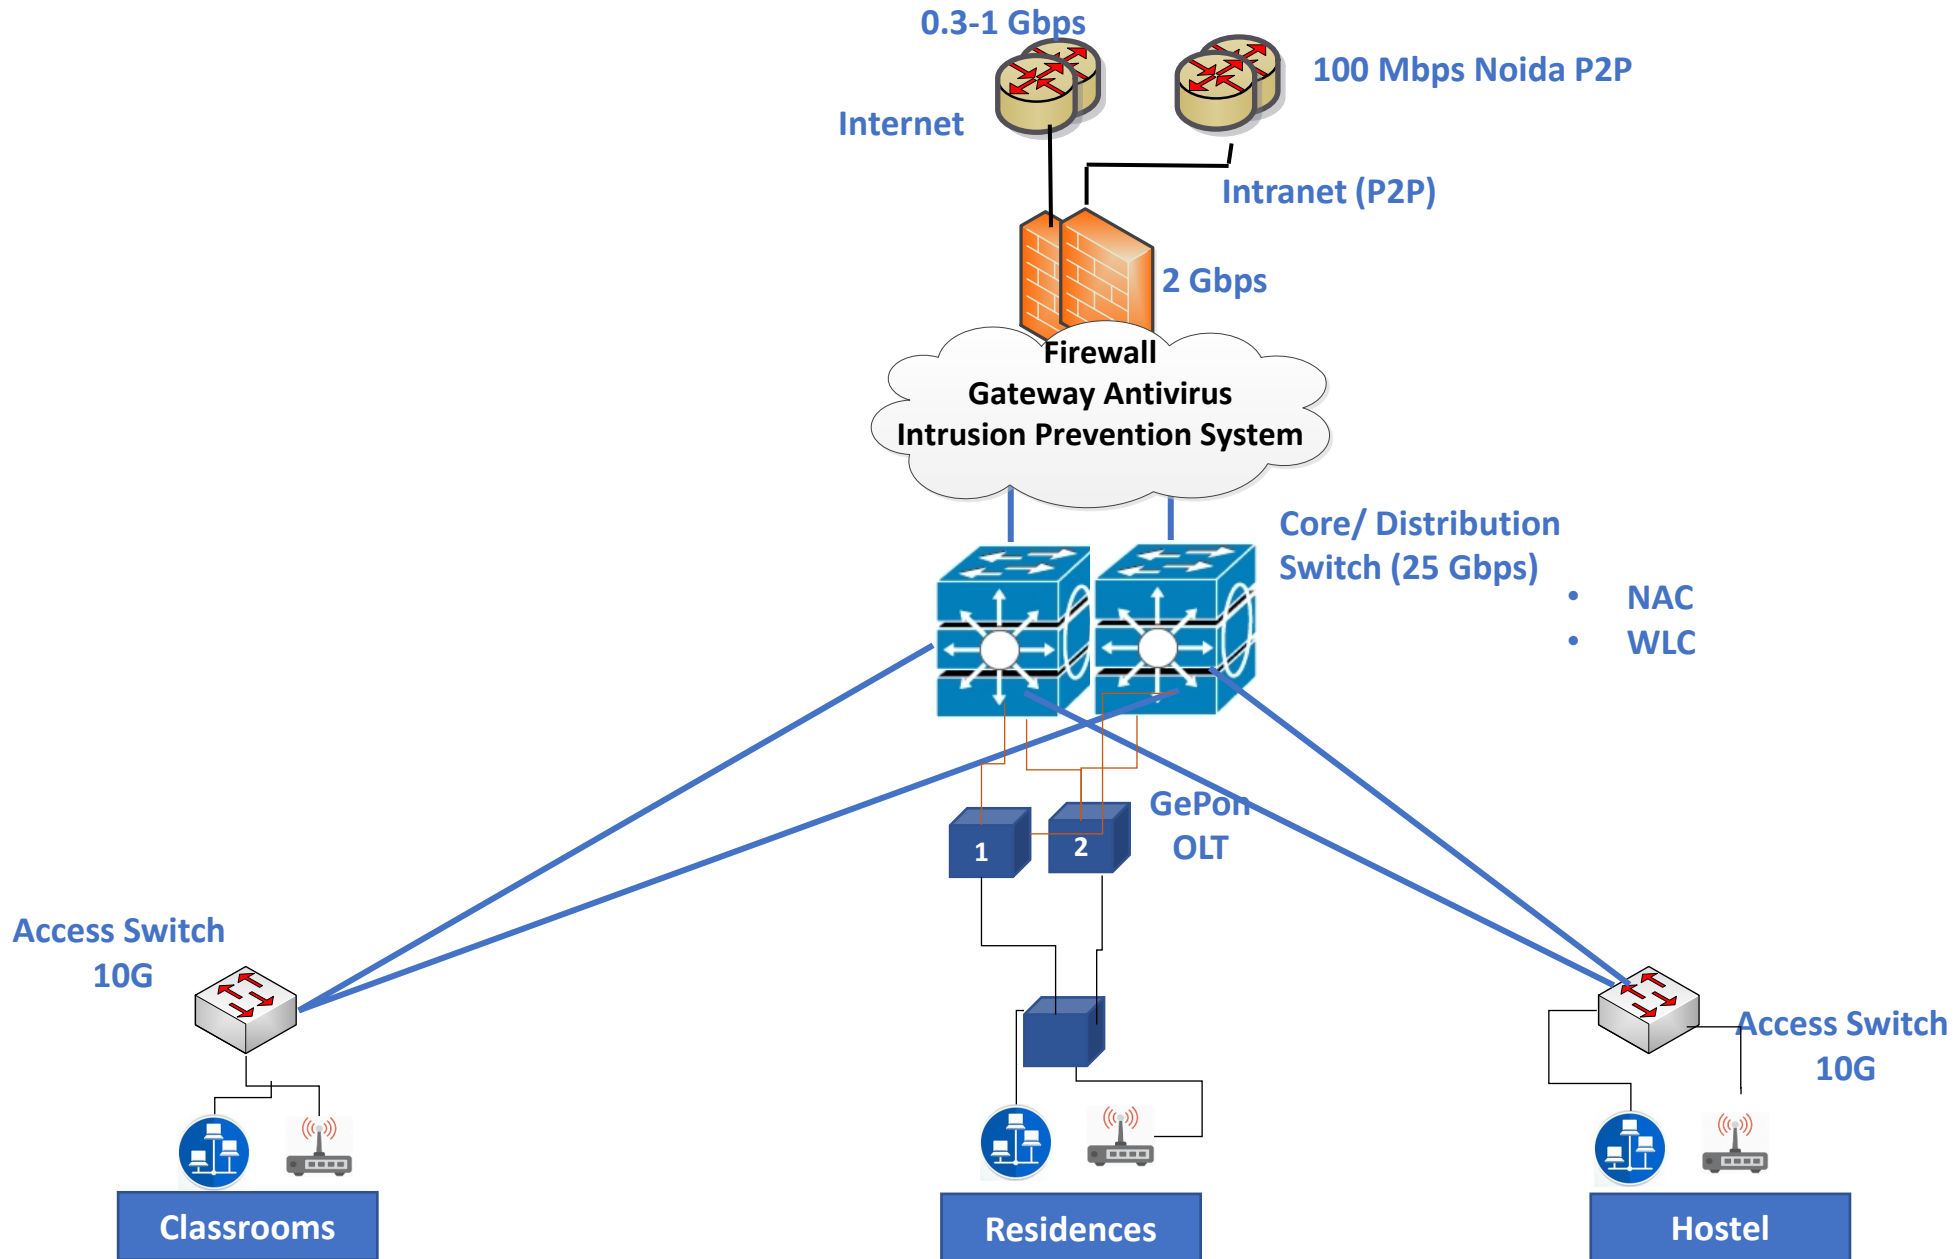 0.3-1 Gbps
100 Mbps Noida P2P
Internet
Intranet (P2P)
2 Gbps
Firewall
Gateway Antivirus
Intrusion Prevention System
Core/ Distribution
Switch (25 Gbps)
• NAC
• WLC
GePon
OLT
1
2
Access Switch
10G
Access Switch
10G
Classrooms
Residences
Hostel